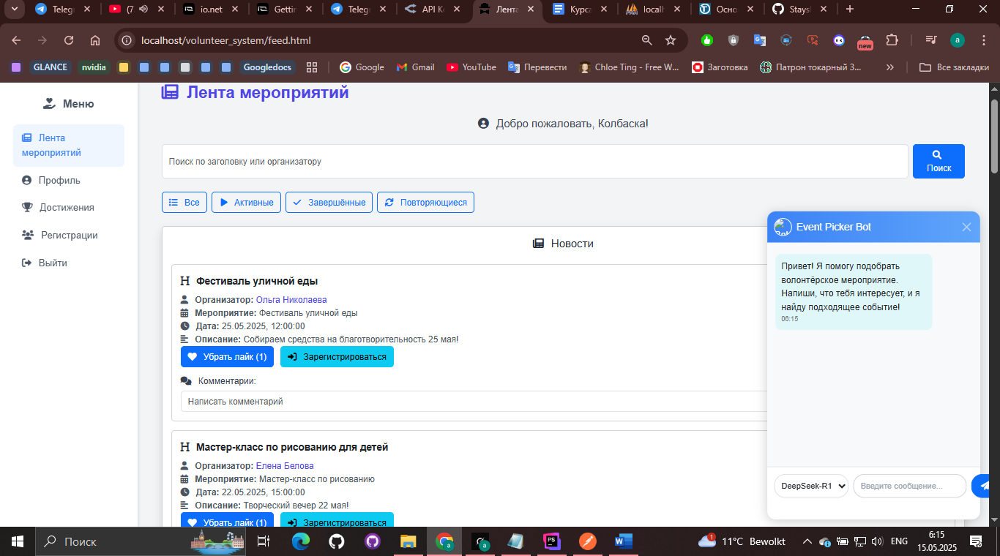 Telegr
(7
io.net
Gettin
Telegr
API Ke
Лента
Курса
localh
Осно
Staysl
localhost/volunteer_system/feed.html
new
a
GLANCE
nvidia
Googledocs
Google
Gmail
YouTube
Перевести
Chloe Ting - Free W...
Заготовка
Патрон токарный 3...
»
Все закладки
Меню
Лента
мероприятий
Профиль
Достижения
Регистрации
Выйти
Лента мероприятий
Добро пожаловать, Колбаска!
Поиск по заголовку или организатору
Поиск
Все
Активные
Завершённые
Повторяющиеся
Новости
Фестиваль уличной еды
Организатор: Ольга Николаева
Мероприятие: Фестиваль уличной еды
Дата: 25.05.2025, 12:00:00
Описание: Собираем средства на благотворительность 25 мая!
Убрать лайк (1)
Зарегистрироваться
Комментарии:
Написать комментарий
Мастер-класс по рисованию для детей
Организатор: Елена Белова
Мероприятие: Мастер-класс по рисованию
Дата: 22.05.2025, 15:00:00
Описание: Творческий вечер 22 мая!
Убрать лайк (1)
Зарегистрироваться
Event Picker Bot
Привет! Я помогу подобрать
волонтёрское мероприятие.
Напиши, что тебя интересует, и я
найду подходящее событие!
06:15
DeepSeek-R1
Введите сообщение...
Поиск
11°C Bewolkt
ENG
6:15
15.05.2025